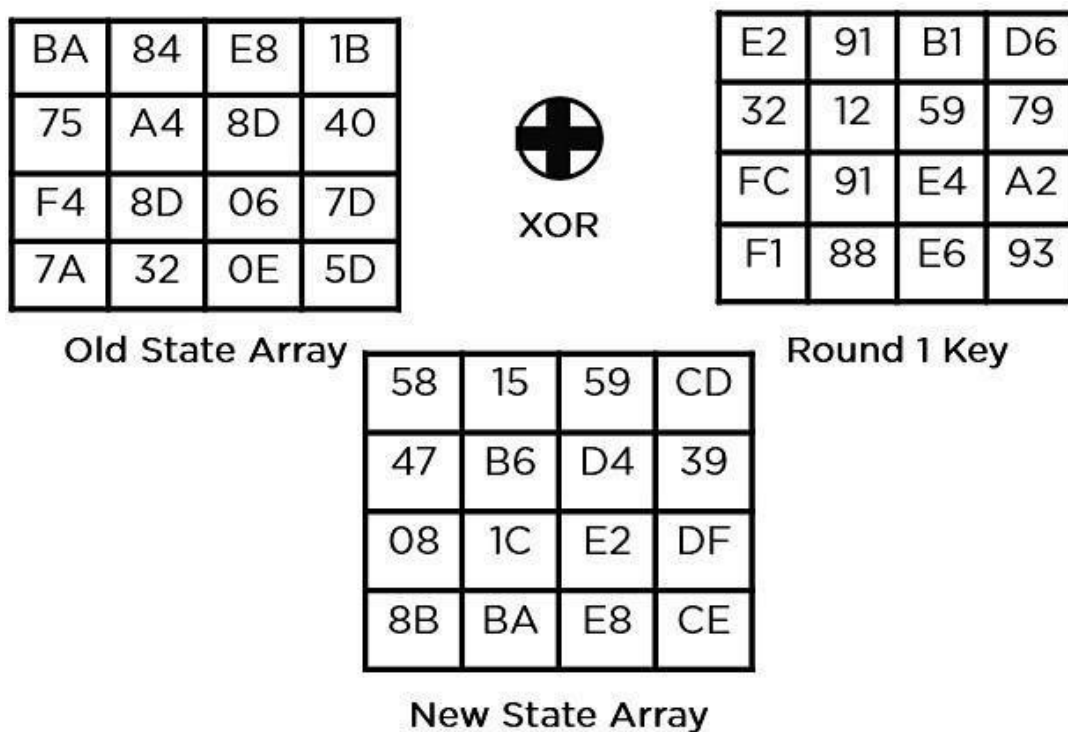 BA 84 E8 1B
75 A4 8D 40
F4 8D 06 7D
7A 32 0E 5D
Old State Array
XOR
E2 91 B1 D6
32 12 59 79
FC 91 E4 A2
F1 88 E6 93
Round 1 Key
58 15 59 CD
47 B6 D4 39
08 1C E2 DF
8B BA E8 CE
New State Array